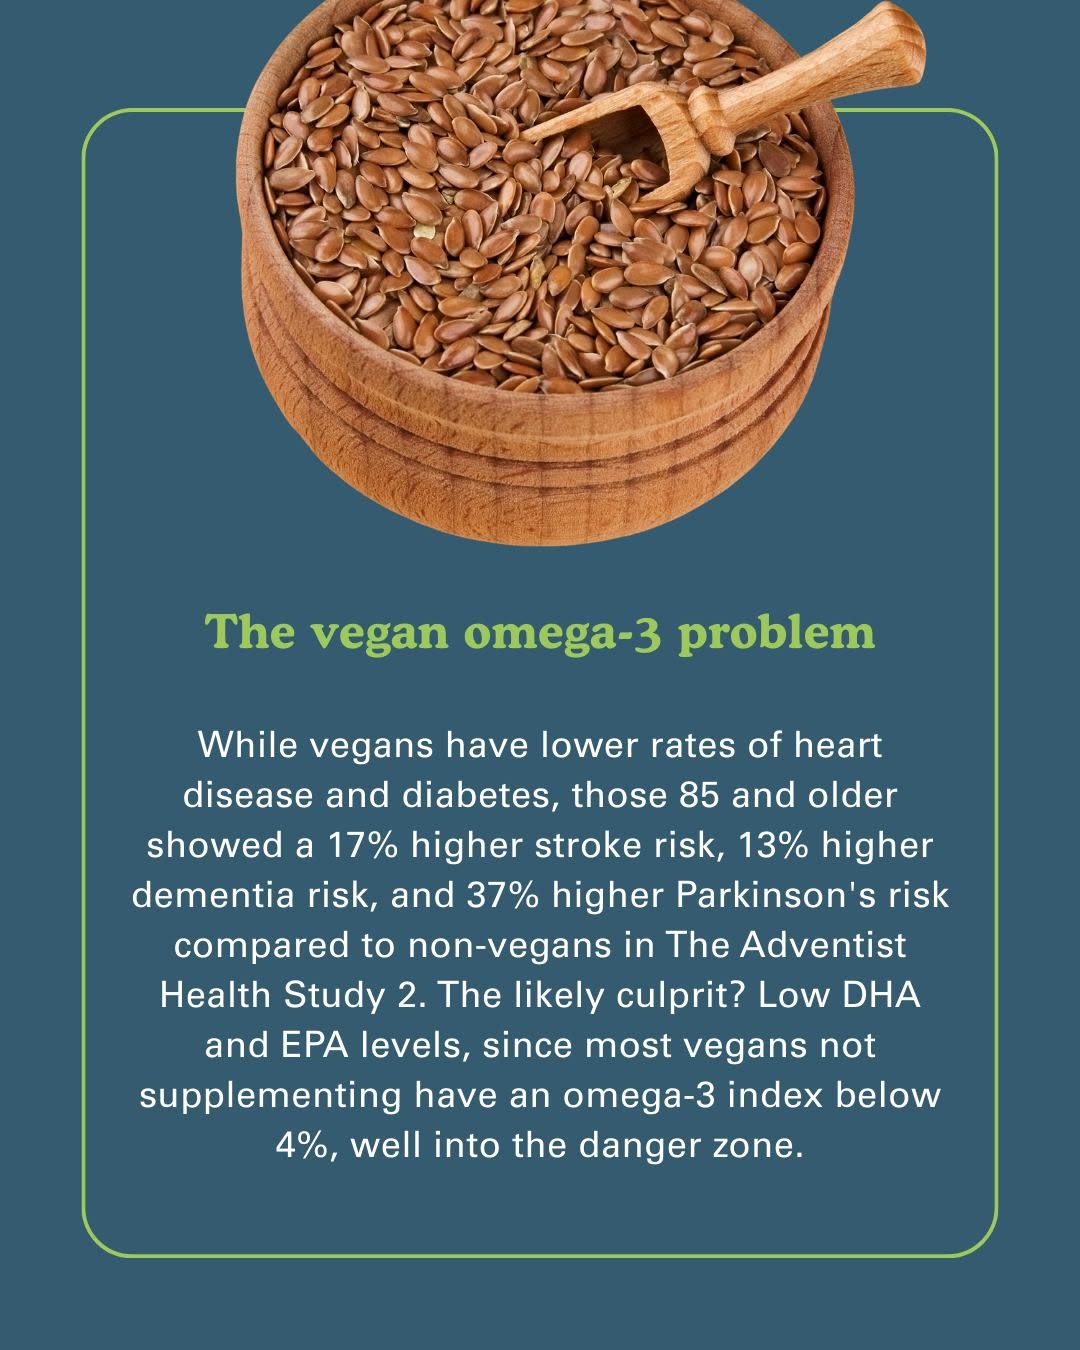 The vegan omega-3 problem
While vegans have lower rates of heart
disease and diabetes, those 85 and older
showed a 17% higher stroke risk, 13% higher
dementia risk, and 37% higher Parkinson's risk
compared to non-vegans in The Adventist
Health Study 2. The likely culprit? Low DHA
and EPA levels, since most vegans not
supplementing have an omega-3 index below
4%, well into the danger zone.